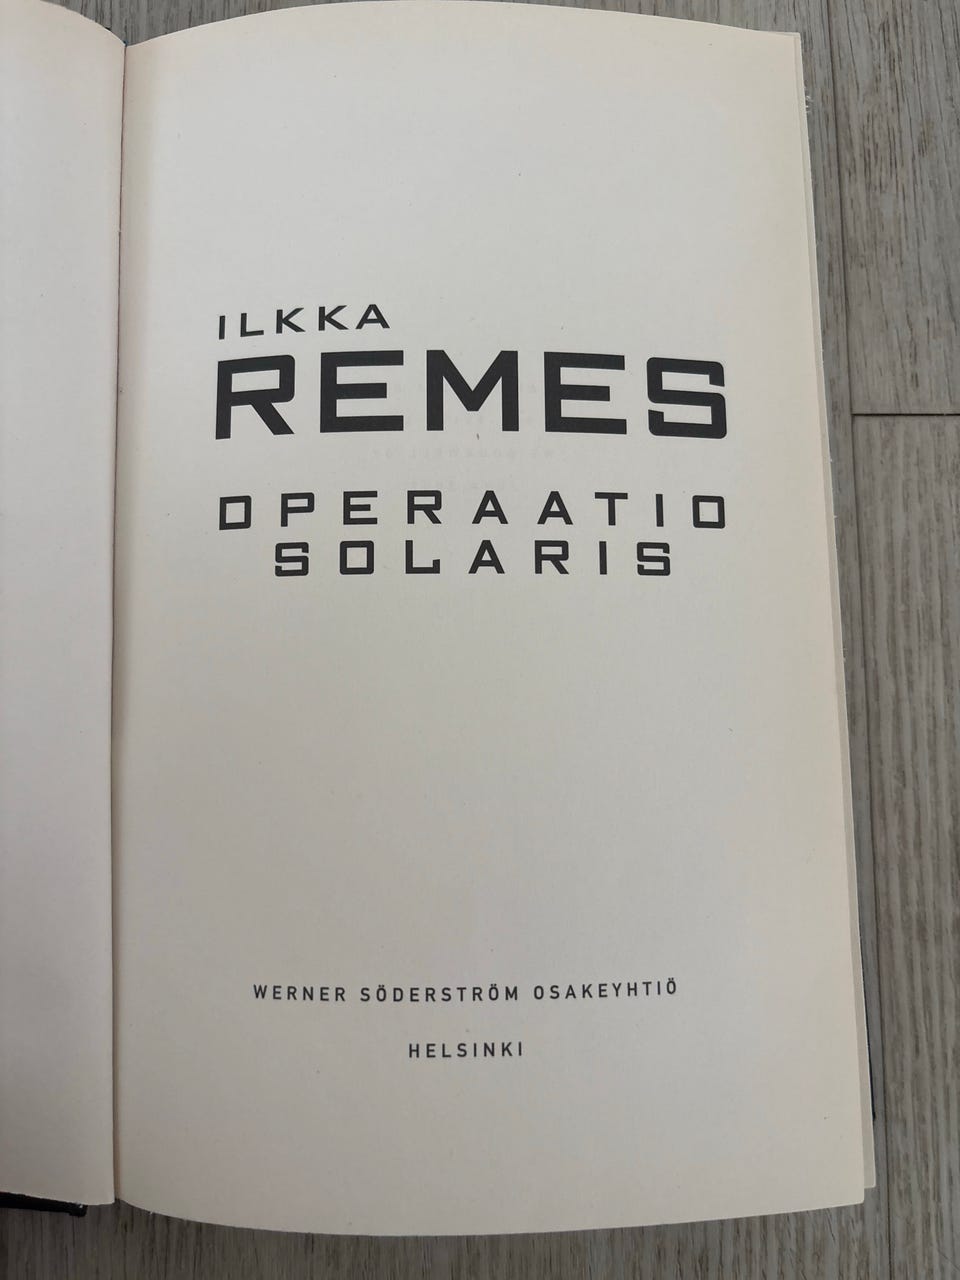 ILKKA
REMES
OPERAATIO
SOLARIS
WERNER SÖDERSTRÖM OSAKEYHTIÖ
HELSINKI